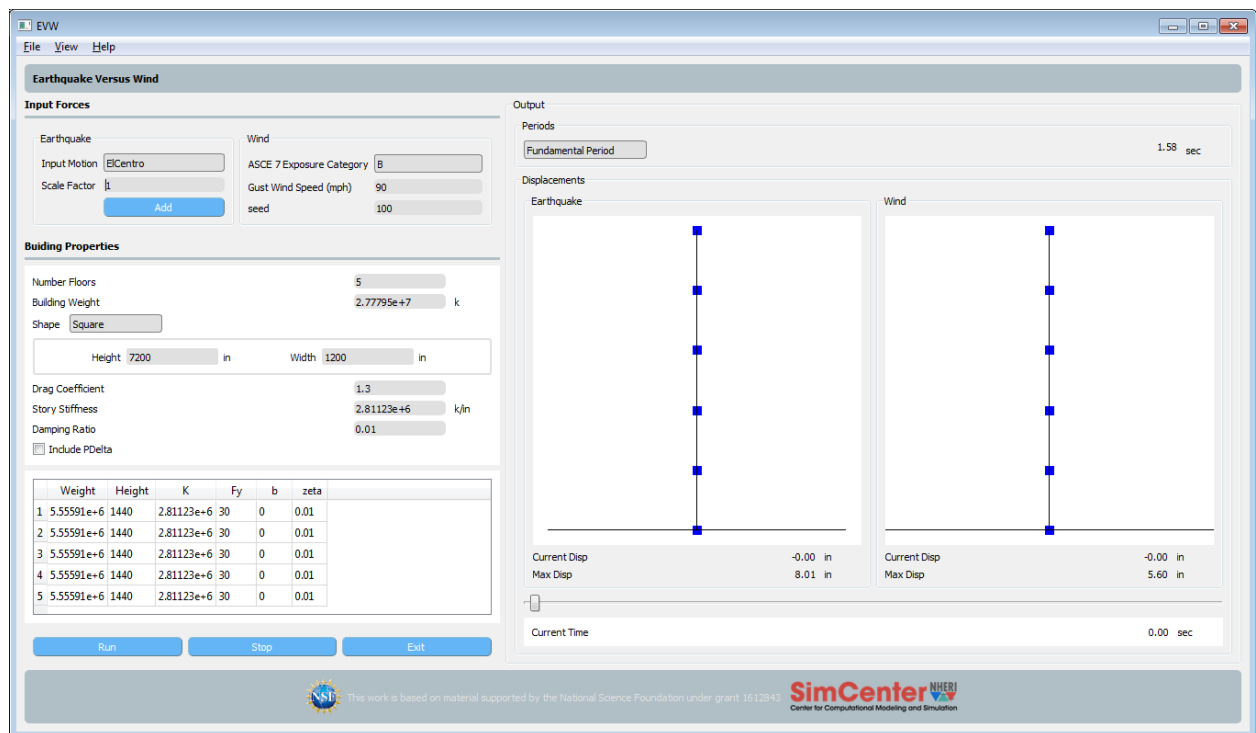 EVW
File View Help
Earthquake Versus Wind
Input Forces
Earthquake
Input Motion ElCentro
Scale Factor 1
Add
Wind
ASCE 7 Exposure Category B
Gust Wind Speed (mph) 90
seed 100
Buiding Properties
Number Floors 5
Building Weight 2.77795e+7 k
Shape Square
Height 7200 in Width 1200 in
Drag Coefficient 1.3
Story Stiffness 2.81123e+6 k/in
Damping Ratio 0.01
Include PDelta
Weight Height K Fy b zeta
1 5.55591e+6 1440 2.81123e+6 30 0 0.01
2 5.55591e+6 1440 2.81123e+6 30 0 0.01
3 5.55591e+6 1440 2.81123e+6 30 0 0.01
4 5.55591e+6 1440 2.81123e+6 30 0 0.01
5 5.55591e+6 1440 2.81123e+6 30 0 0.01
Run Stop Exit
Output
Periods
Fundamental Period 1.58 sec
Displacements
Earthquake
Current Disp -0.00 in
Max Disp 8.01 in
Wind
Current Disp -0.00 in
Max Disp 5.60 in
Current Time 0.00 sec
NSF
This work is based on material supported by the National Science Foundation under grant 1612843
SimCenter NHERI
Center for Computational Modeling and Simulation